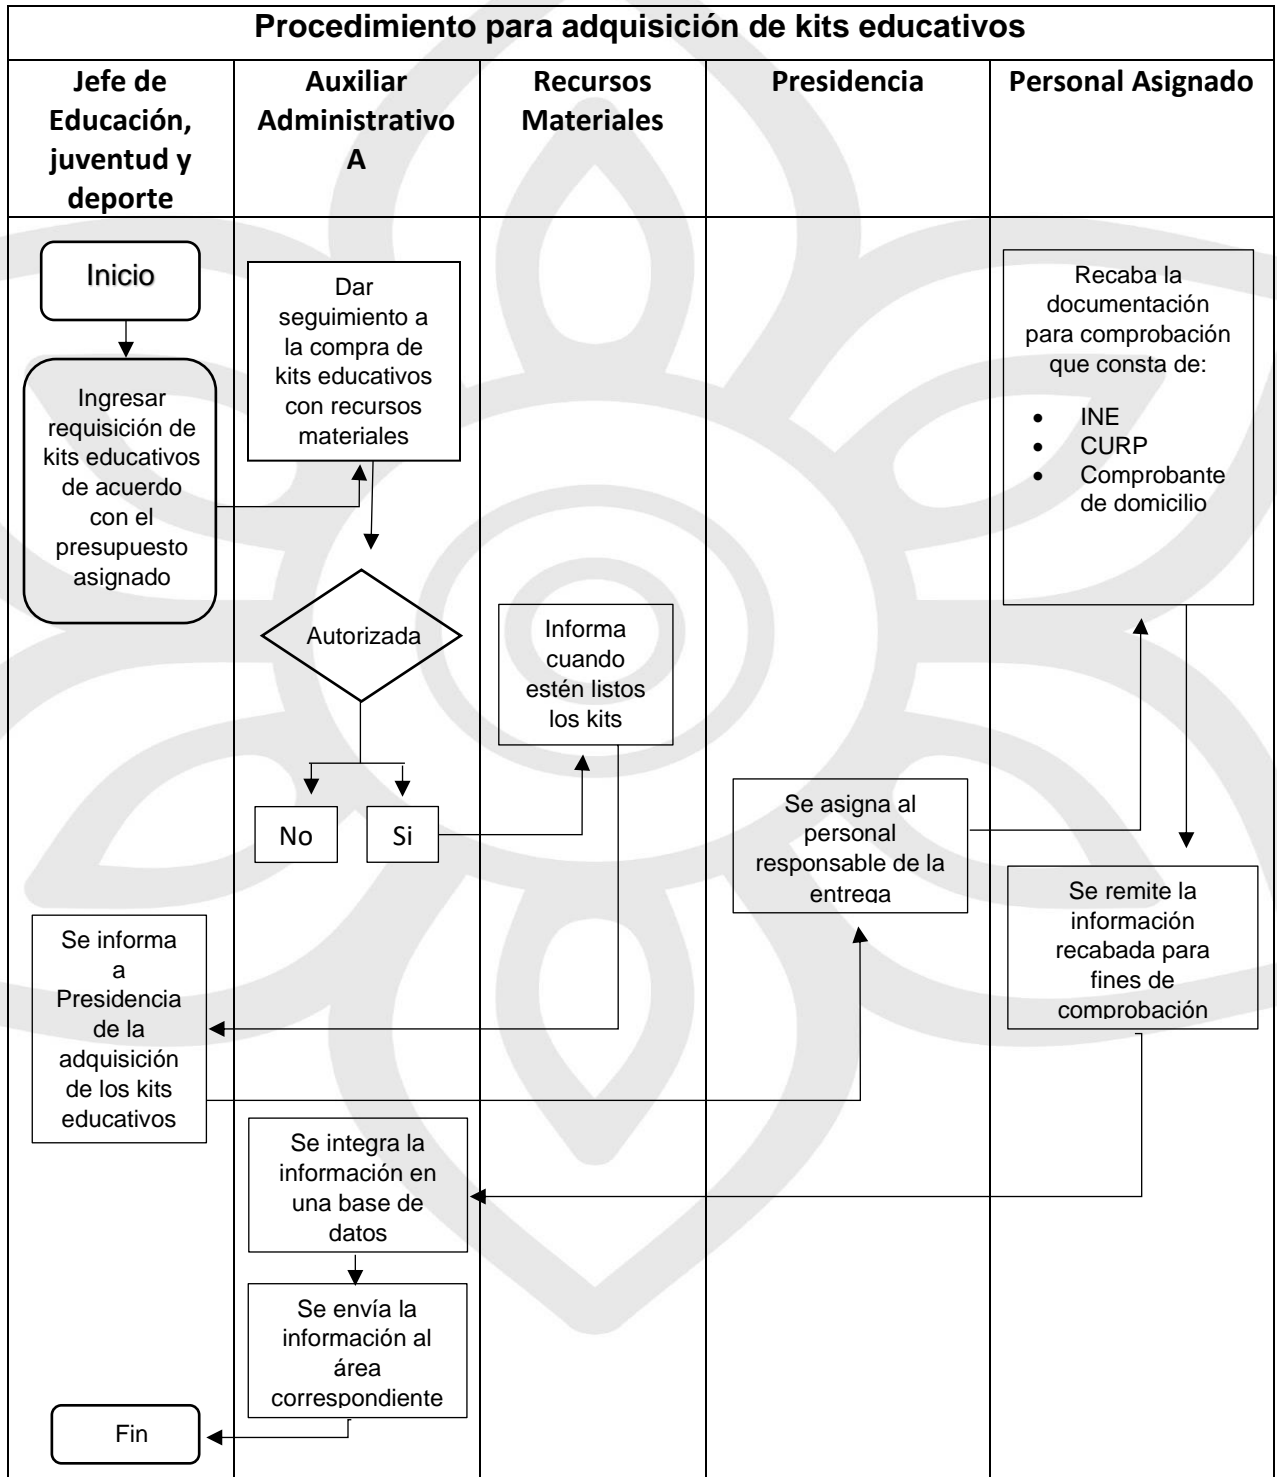 Procedimiento para adquisición de kits educativos
Jefe de
Educación,
juventud y
deporte
Auxiliar
Administrativo
A
Recursos
Materiales
Presidencia
Personal Asignado
Inicio
Ingresar
requisición de
kits educativos
de acuerdo
con el
presupuesto
asignado
Dar
seguimiento a
la compra de
kits educativos
con recursos
materiales
Autorizada
No
Si
Informa
cuando
estén listos
los kits
Se informa
a
Presidencia
de la
adquisición
de los kits
educativos
Se asigna al
personal
responsable de la
entrega
Recaba la
documentación
para comprobación
que consta de:
• INE
• CURP
• Comprobante
de domicilio
Se remite la
información
recabada para
fines de
comprobación
Se integra la
información en
una base de
datos
Se envía la
información al
área
correspondiente
Fin